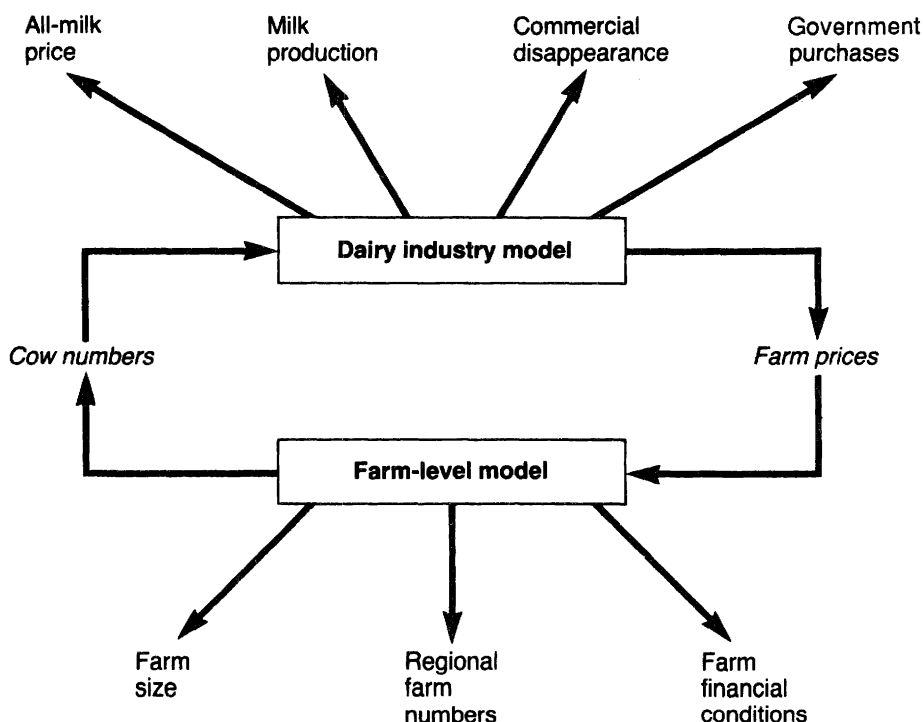 All-milk
price
Milk
production
Commercial
disappearance
Government
purchases
Dairy industry model
Cow numbers
Farm prices
Farm-level model
Farm
size
Regional
farm
numbers
Farm
financial
conditions